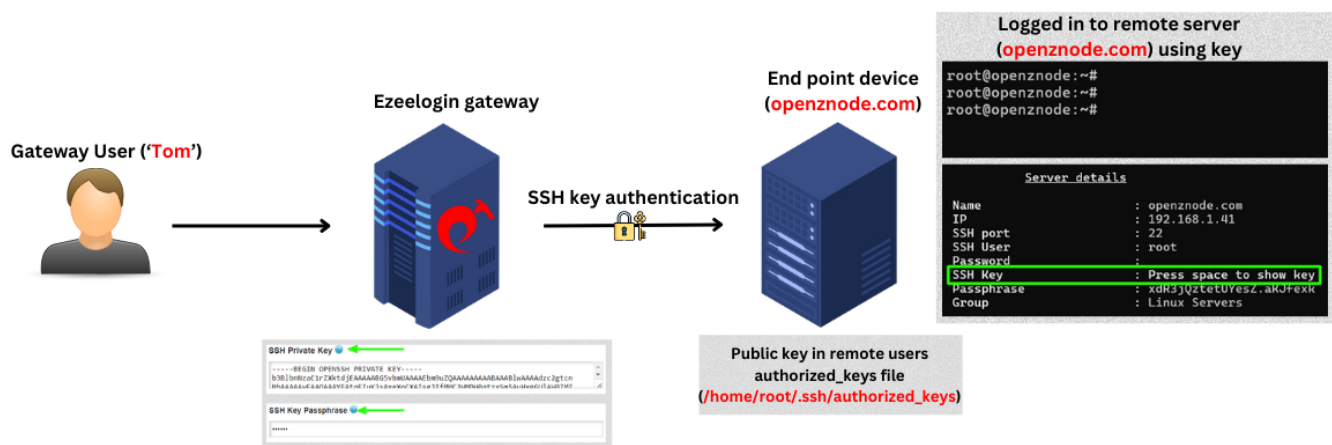 Gateway User ('Tom')
Ezeelogin gateway
SSH key authentication
SSH Private Key
-----BEGIN OPENSSH PRIVATE KEY-----
SSH Key Passphrase
••••••
End point device
(openznode.com)
Public key in remote users
authorized_keys file
(/home/root/.ssh/authorized_keys)
Logged in to remote server
(openznode.com) using key
root@openznode:~#
root@openznode:~#
root@openznode:~#
Server details
Name : openznode.com
IP : 192.168.1.41
SSH port : 22
SSH User : root
Password :
SSH Key : Press space to show key
Passphrase :
Group : Linux Servers